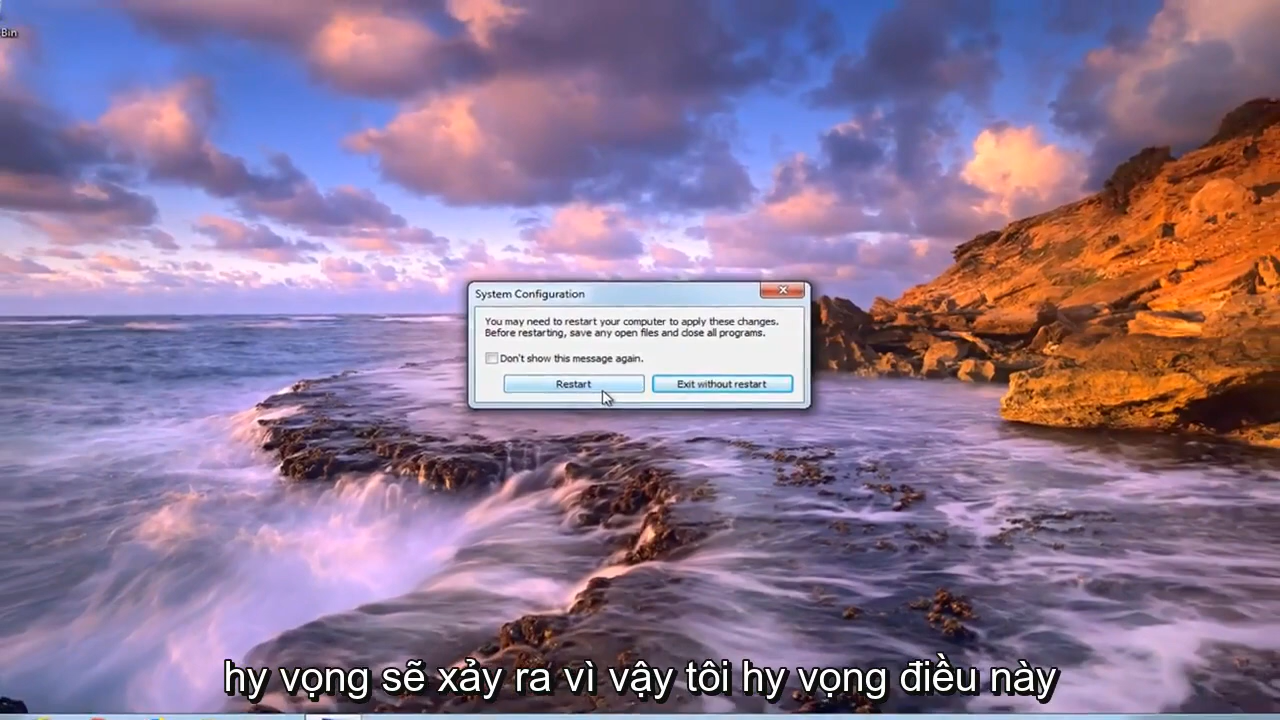 Bin
System Configuration
You may need to restart your computer to apply these changes.
Before restarting, save any open files and close all programs.
Don't show this message again.
Restart
Exit without restart
hy vọng sẽ xảy ra vì vậy tôi hy vọng điều này